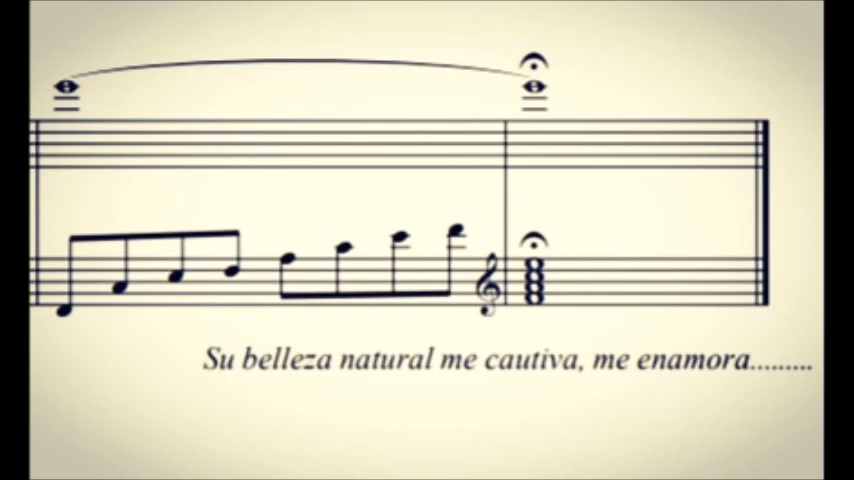 Su belleza natural me cautiva, me enamora.........